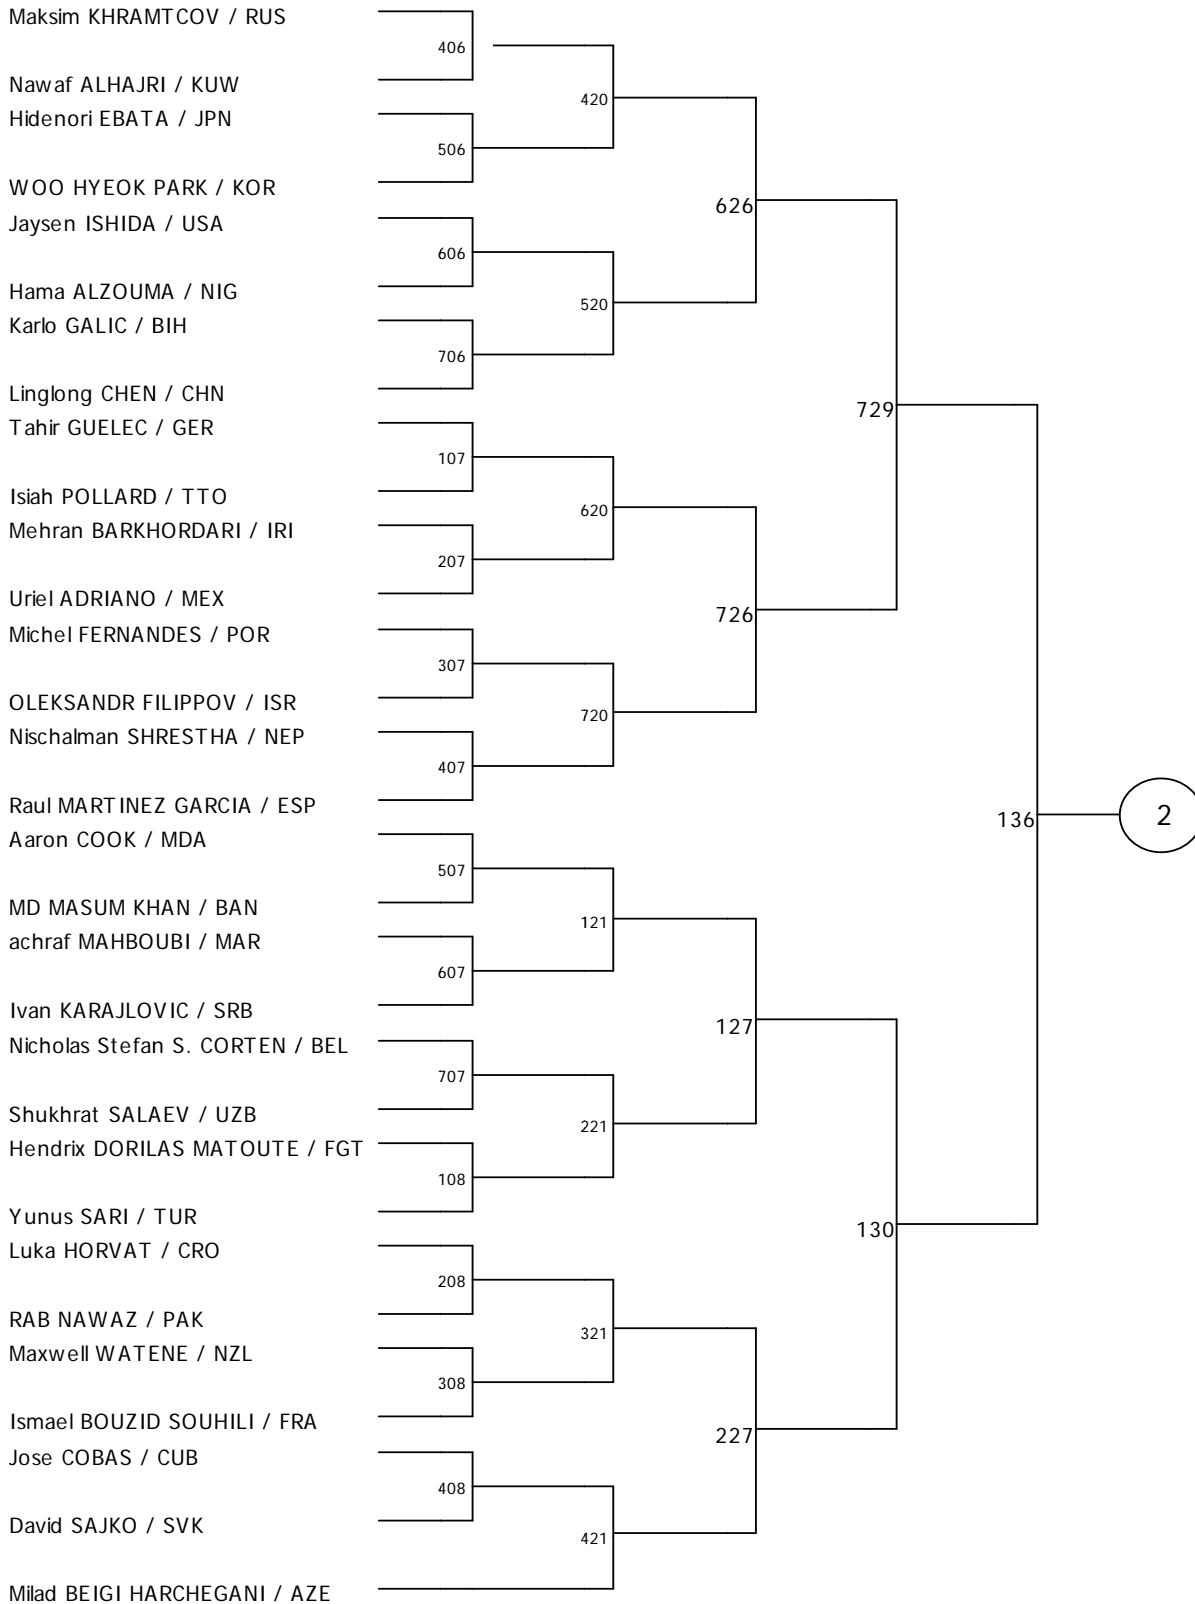 Maksim KHRAMTCOV / RUS
406
Nawaf ALHAJRI / KUW
420
Hidenori EBATA / JPN
506
WOO HYEOK PARK / KOR
626
Jaysen ISHIDA / USA
606
Hama ALZOUMA / NIG
520
Karlo GALIC / BIH
706
Linglong CHEN / CHN
729
Tahir GUELEC / GER
107
Isiah POLLARD / TTO
620
Mehran BARKHORDARI / IRI
207
Uriel ADRIANO / MEX
726
Michel FERNANDES / POR
307
OLEKSANDR FILIPPOV / ISR
720
Nischalman SHRESTHA / NEP
407
Raul MARTINEZ GARCIA / ESP
136
2
Aaron COOK / MDA
507
MD MASUM KHAN / BAN
121
achraf MAHBOUBI / MAR
607
Ivan KARAJLOVIC / SRB
127
Nicholas Stefan S. CORTEN / BEL
707
Shukhrat SALAEV / UZB
221
Hendrix DORILAS MATOUTE / FGT
108
Yunus SARI / TUR
130
Luka HORVAT / CRO
208
RAB NAWAZ / PAK
321
Maxwell WATENE / NZL
308
Ismael BOUZID SOUHILI / FRA
227
Jose COBAS / CUB
408
David SAJKO / SVK
421
Milad BEIGI HARCHEGANI / AZE